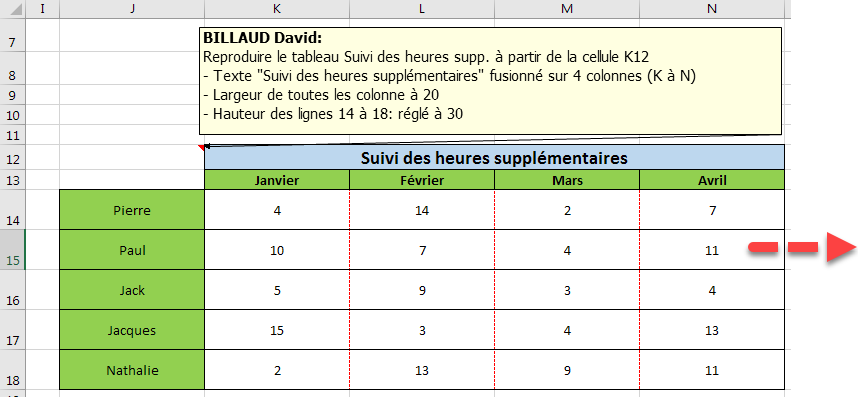 I J K L M N
7
8
9
10
11
BILLAUD David:
Reproduire le tableau Suivi des heures supp. à partir de la cellule K12
- Texte "Suivi des heures supplémentaires" fusionné sur 4 colonnes (K à N)
- Largeur de toutes les colonne à 20
- Hauteur des lignes 14 à 18: réglé à 30
12 Suivi des heures supplémentaires
13 Janvier Février Mars Avril
14 Pierre 4 14 2 7
15 Paul 10 7 4 11
16 Jack 5 9 3 4
17 Jacques 15 3 4 13
18 Nathalie 2 13 9 11